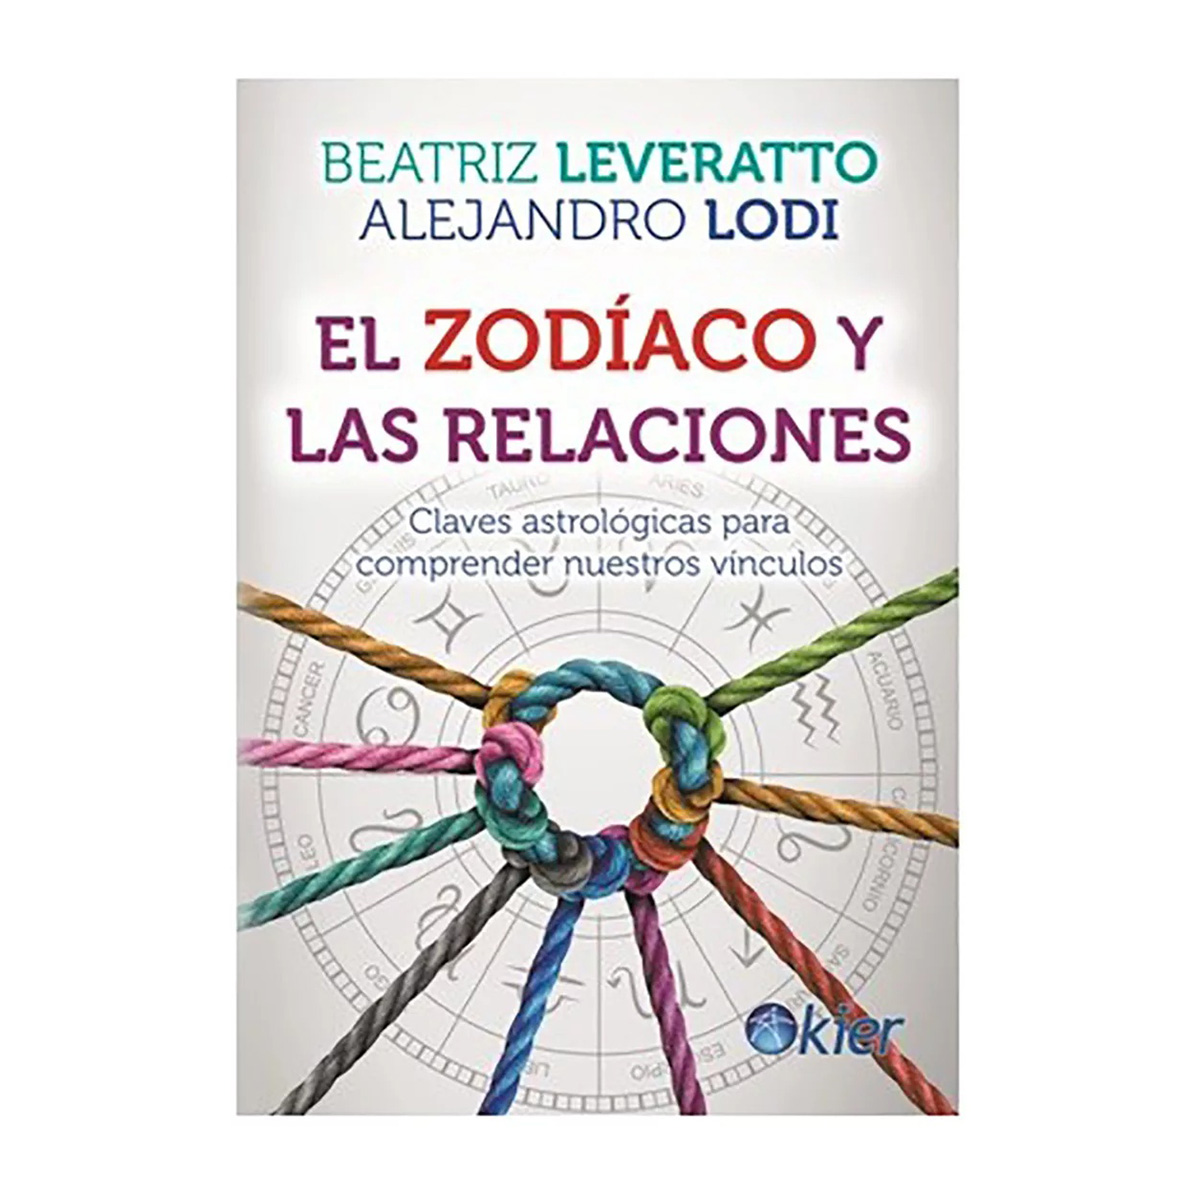 BEATRIZ LEVERATTO
ALEJANDRO LODI
EL ZODÍACO Y
LAS RELACIONES
TAURO
ARIES
Claves astrológicas para
comprender nuestros vínculos
CANCER
ACUARIO
LEO
kier